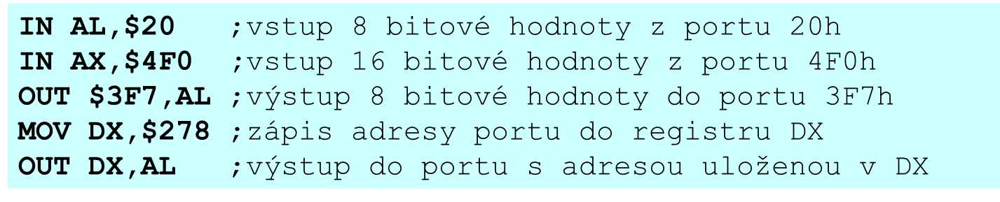 IN AL,$20   ;vstup 8 bitové hodnoty z portu 20h
IN AX,$4F0  ;vstup 16 bitové hodnoty z portu 4F0h
OUT $3F7,AL ;výstup 8 bitové hodnoty do portu 3F7h
MOV DX,$278 ;zápis adresy portu do registru DX
OUT DX,AL   ;výstup do portu s adresou uloženou v DX